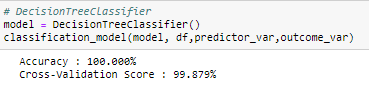 # DecisionTreeClassifier
model = DecisionTreeClassifier()
classification_model(model, df,predictor_var,outcome_var)
Accuracy : 100.000%
Cross-Validation Score : 99.879%